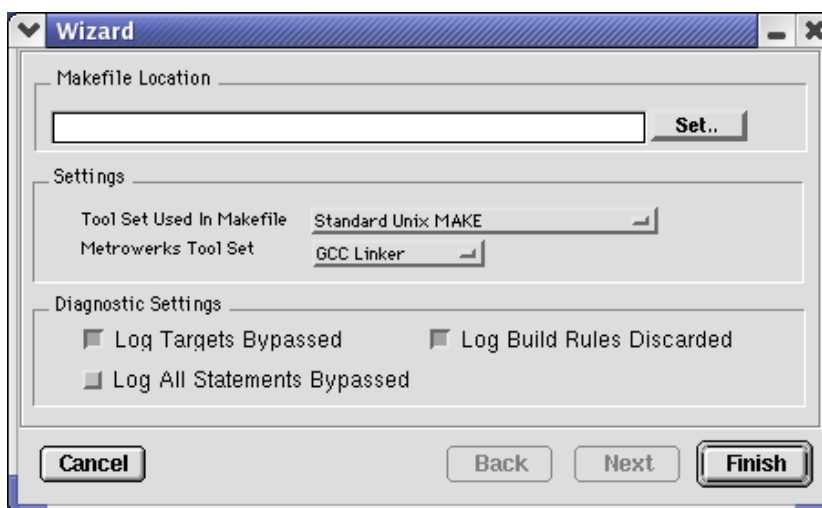 Wizard
Makefile Location
Set..
Settings
Tool Set Used In Makefile Standard Unix MAKE
Metrowerks Tool Set GCC Linker
Diagnostic Settings
Log Targets Bypassed Log Build Rules Discarded
Log All Statements Bypassed
Cancel Back Next Finish